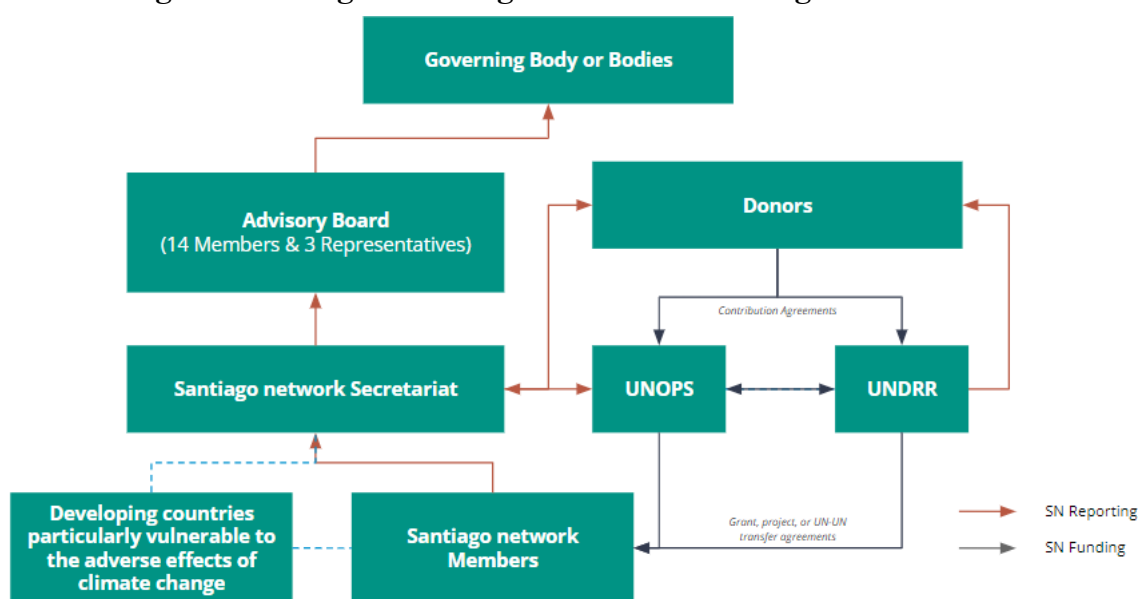 Governing Body or Bodies
Advisory Board
(14 Members & 3 Representatives)
Donors
Contribution Agreements
Santiago network Secretariat
UNOPS
UNDRR
Developing countries
particularly vulnerable to
the adverse effects of
climate change
Santiago network
Members
Grant, project, or UN-UN
transfer agreements
SN Reporting
SN Funding